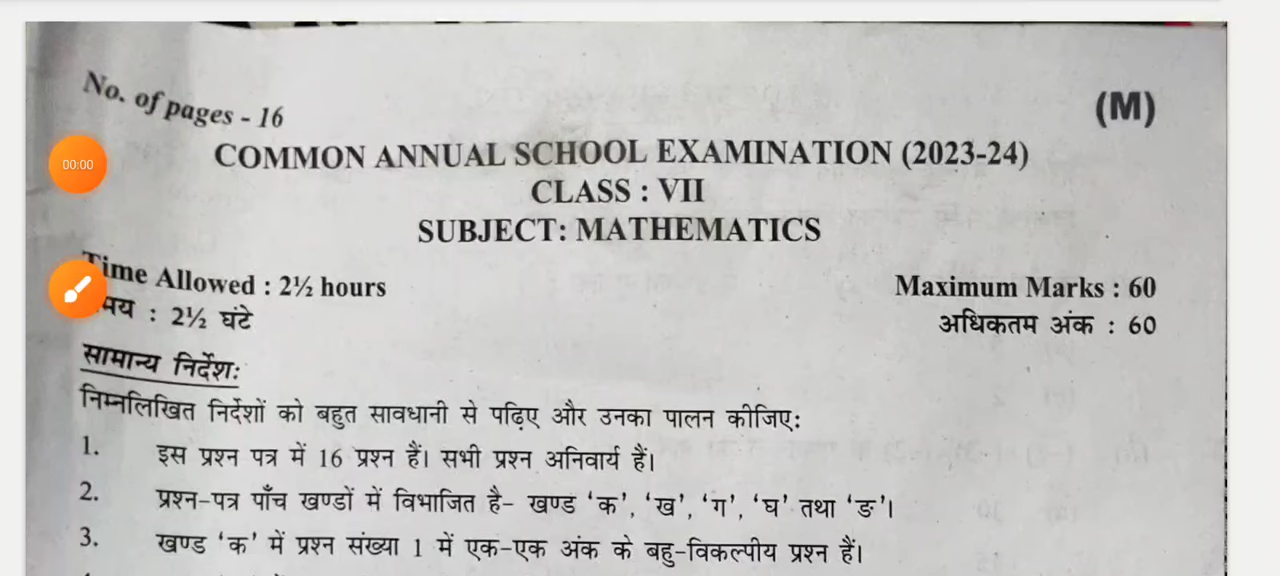 No. of pages - 16
(M)
COMMON ANNUAL SCHOOL EXAMINATION (2023-24)
CLASS : VII
SUBJECT: MATHEMATICS
00:00
Time Allowed : 2½ hours
Maximum Marks : 60
: 2½ घंटे
अधिकतम अंक : 60
सामान्य निर्देशः
निम्नलिखित निर्देशों को बहुत सावधानी से पढ़िए और उनका पालन कीजिए:
1. इस प्रश्न पत्र में 16 प्रश्न हैं। सभी प्रश्न अनिवार्य हैं।
2. प्रश्न-पत्र पाँच खण्डों में विभाजित है- खण्ड ‘क’, ‘ख’, ‘ग’, ‘घ’ तथा ‘ङ’।
3. खण्ड ‘क’ में प्रश्न संख्या 1 में एक-एक अंक के बहु-विकल्पीय प्रश्न हैं।